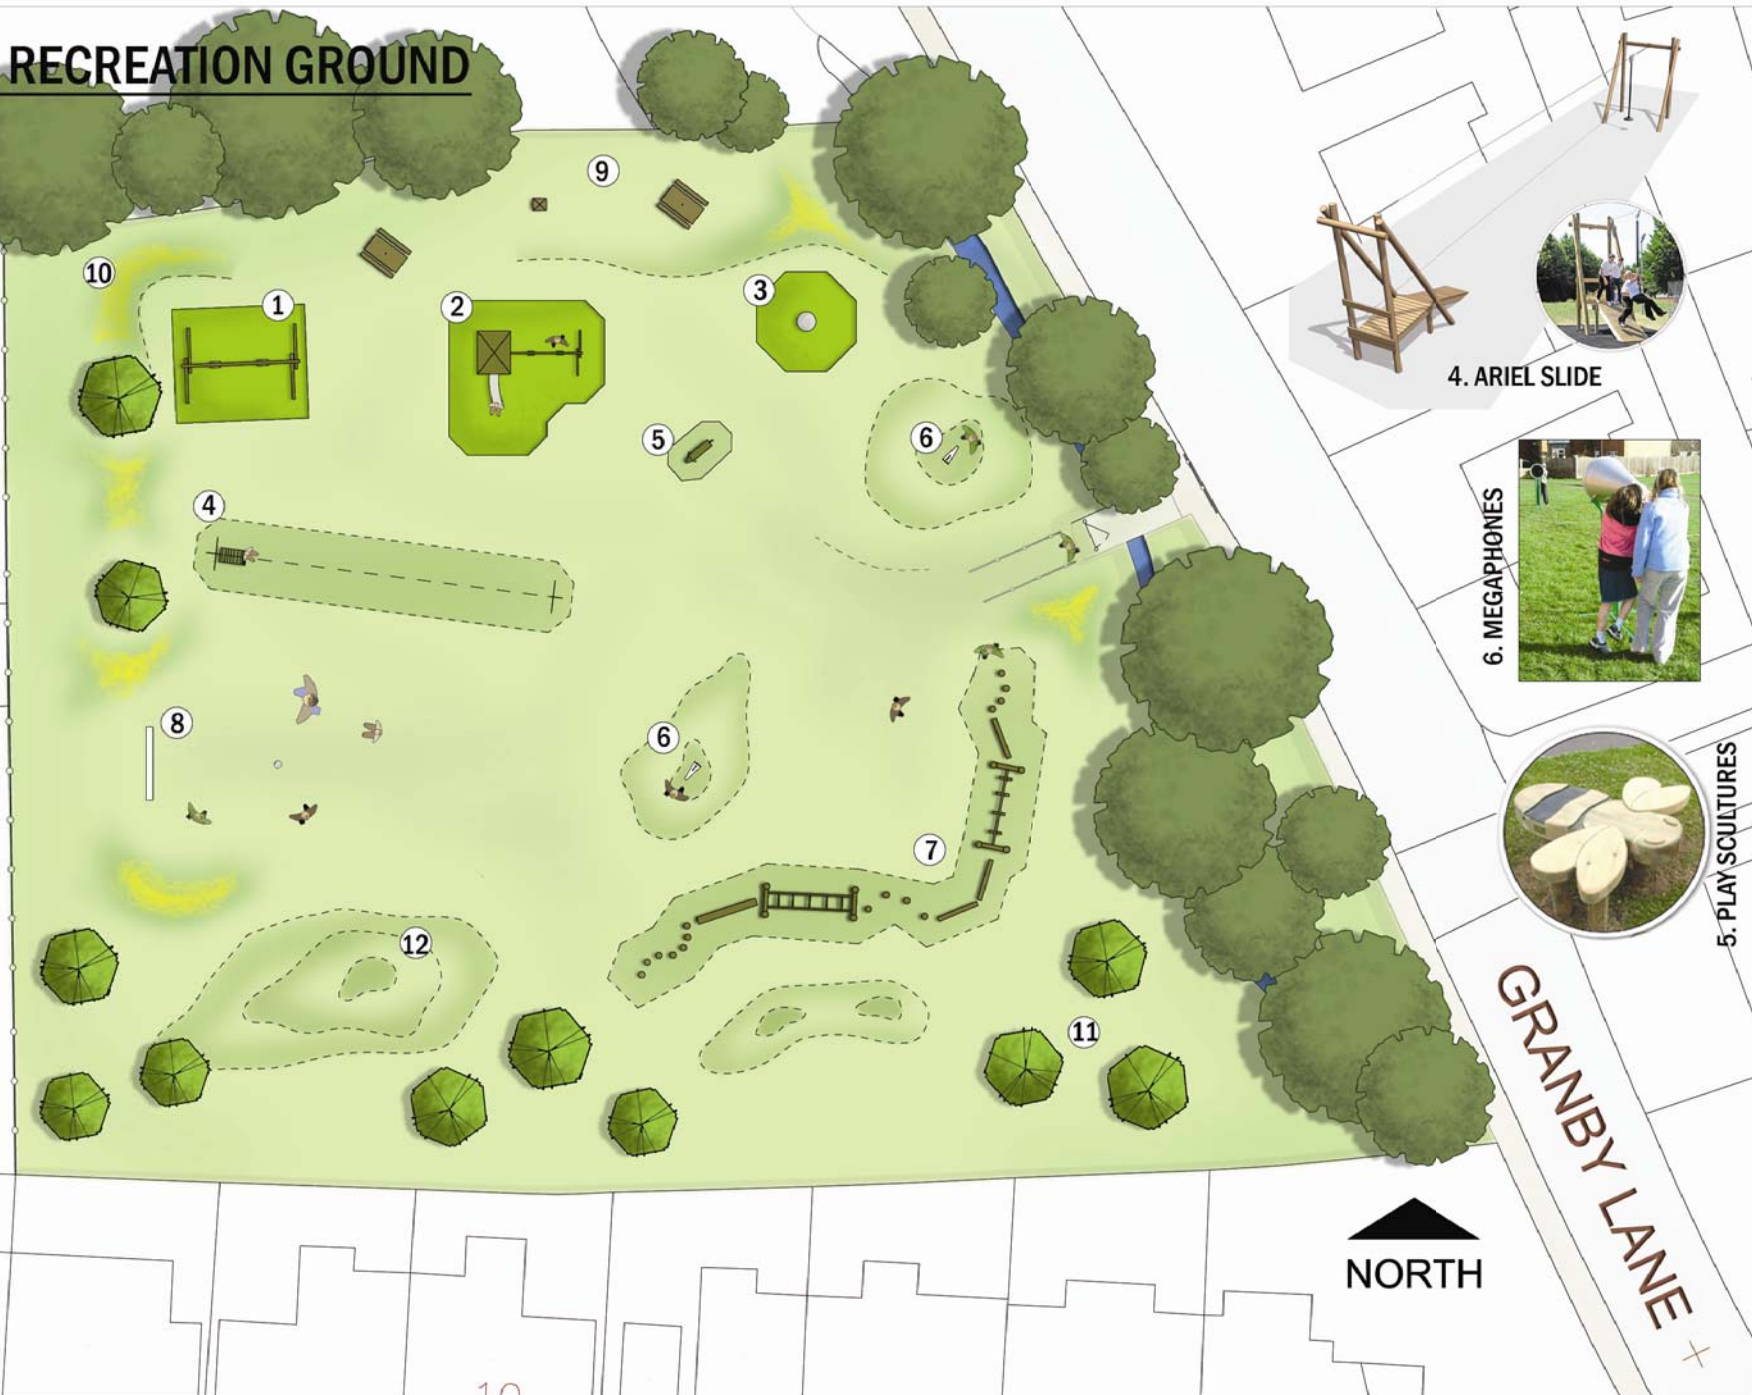 RECREATION GROUND
9
10
1
2
3
4. ARIEL SLIDE
6
5
4
6. MEGAPHONES
8
6
5. PLAY SCULTURES
7
12
11
GRANBY LANE
NORTH